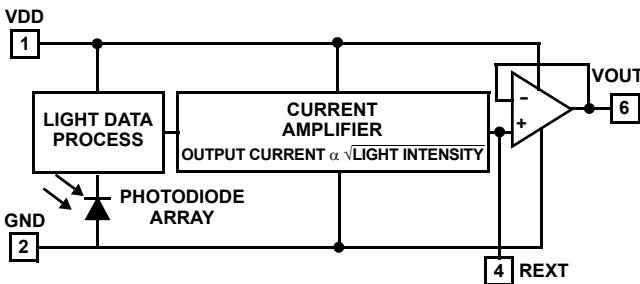 VDD
1
LIGHT DATA
PROCESS
CURRENT
AMPLIFIER
OUTPUT CURRENT α √LIGHT INTENSITY
−
+
VOUT
6
PHOTODIODE
ARRAY
GND
2
4
REXT